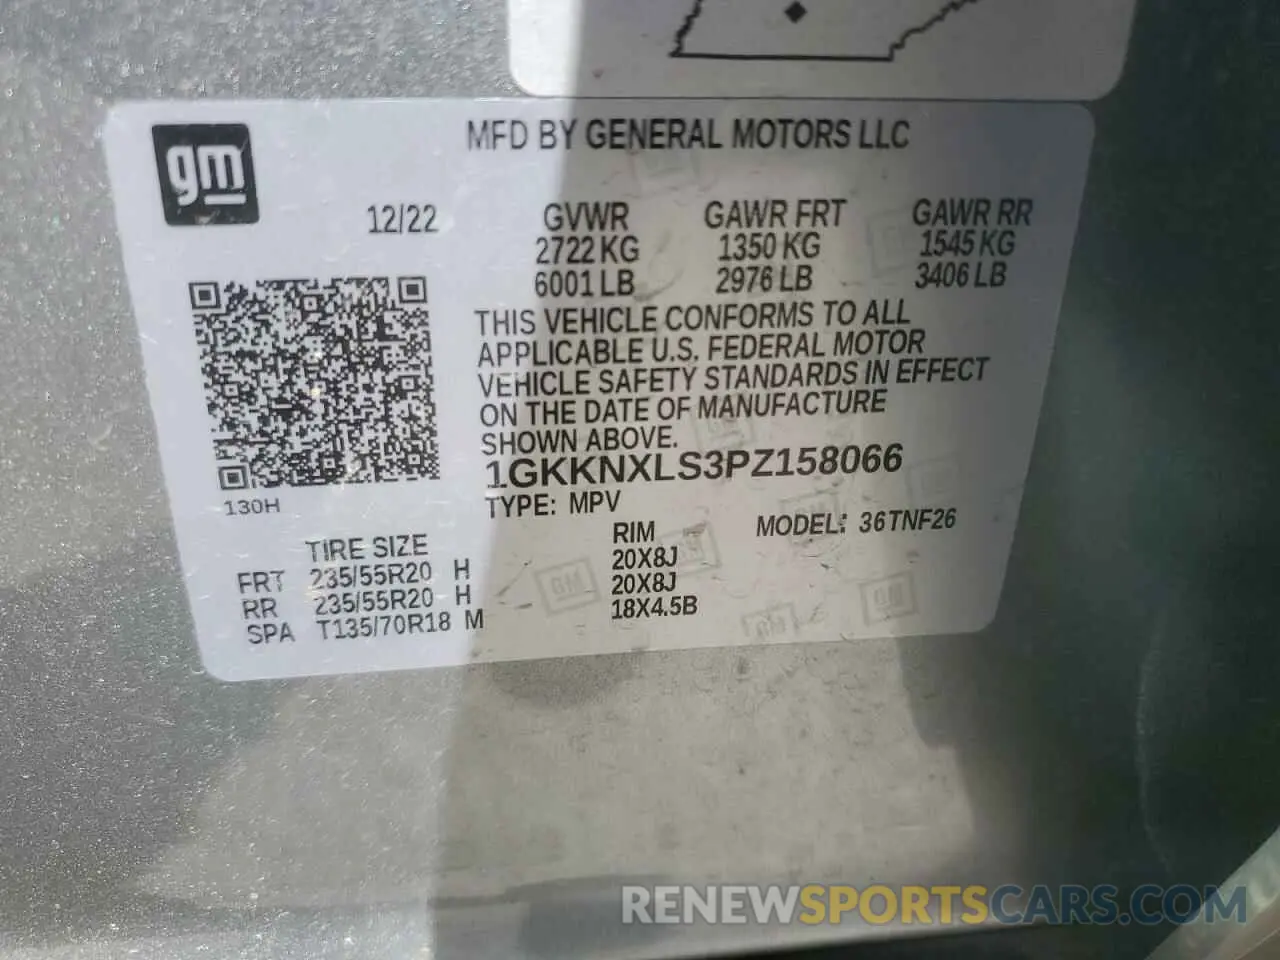 gm
MFD BY GENERAL MOTORS LLC
12/22 GVWR GAWR FRT GAWR RR
2722 KG 1350 KG 1545 KG
6001 LB 2976 LB 3406 LB
THIS VEHICLE CONFORMS TO ALL
APPLICABLE U.S. FEDERAL MOTOR
VEHICLE SAFETY STANDARDS IN EFFECT
ON THE DATE OF MANUFACTURE
SHOWN ABOVE.
1GKKNXLS3PZ158066
130H
TYPE: MPV
MODEL: 36TNF26
TIRE SIZE RIM
FRT 235/55R20 H 20X8J
RR 235/55R20 H 20X8J
SPA T135/70R18 M 18X4.5B
GM
GM
RENEWSPORTSCARS.COM